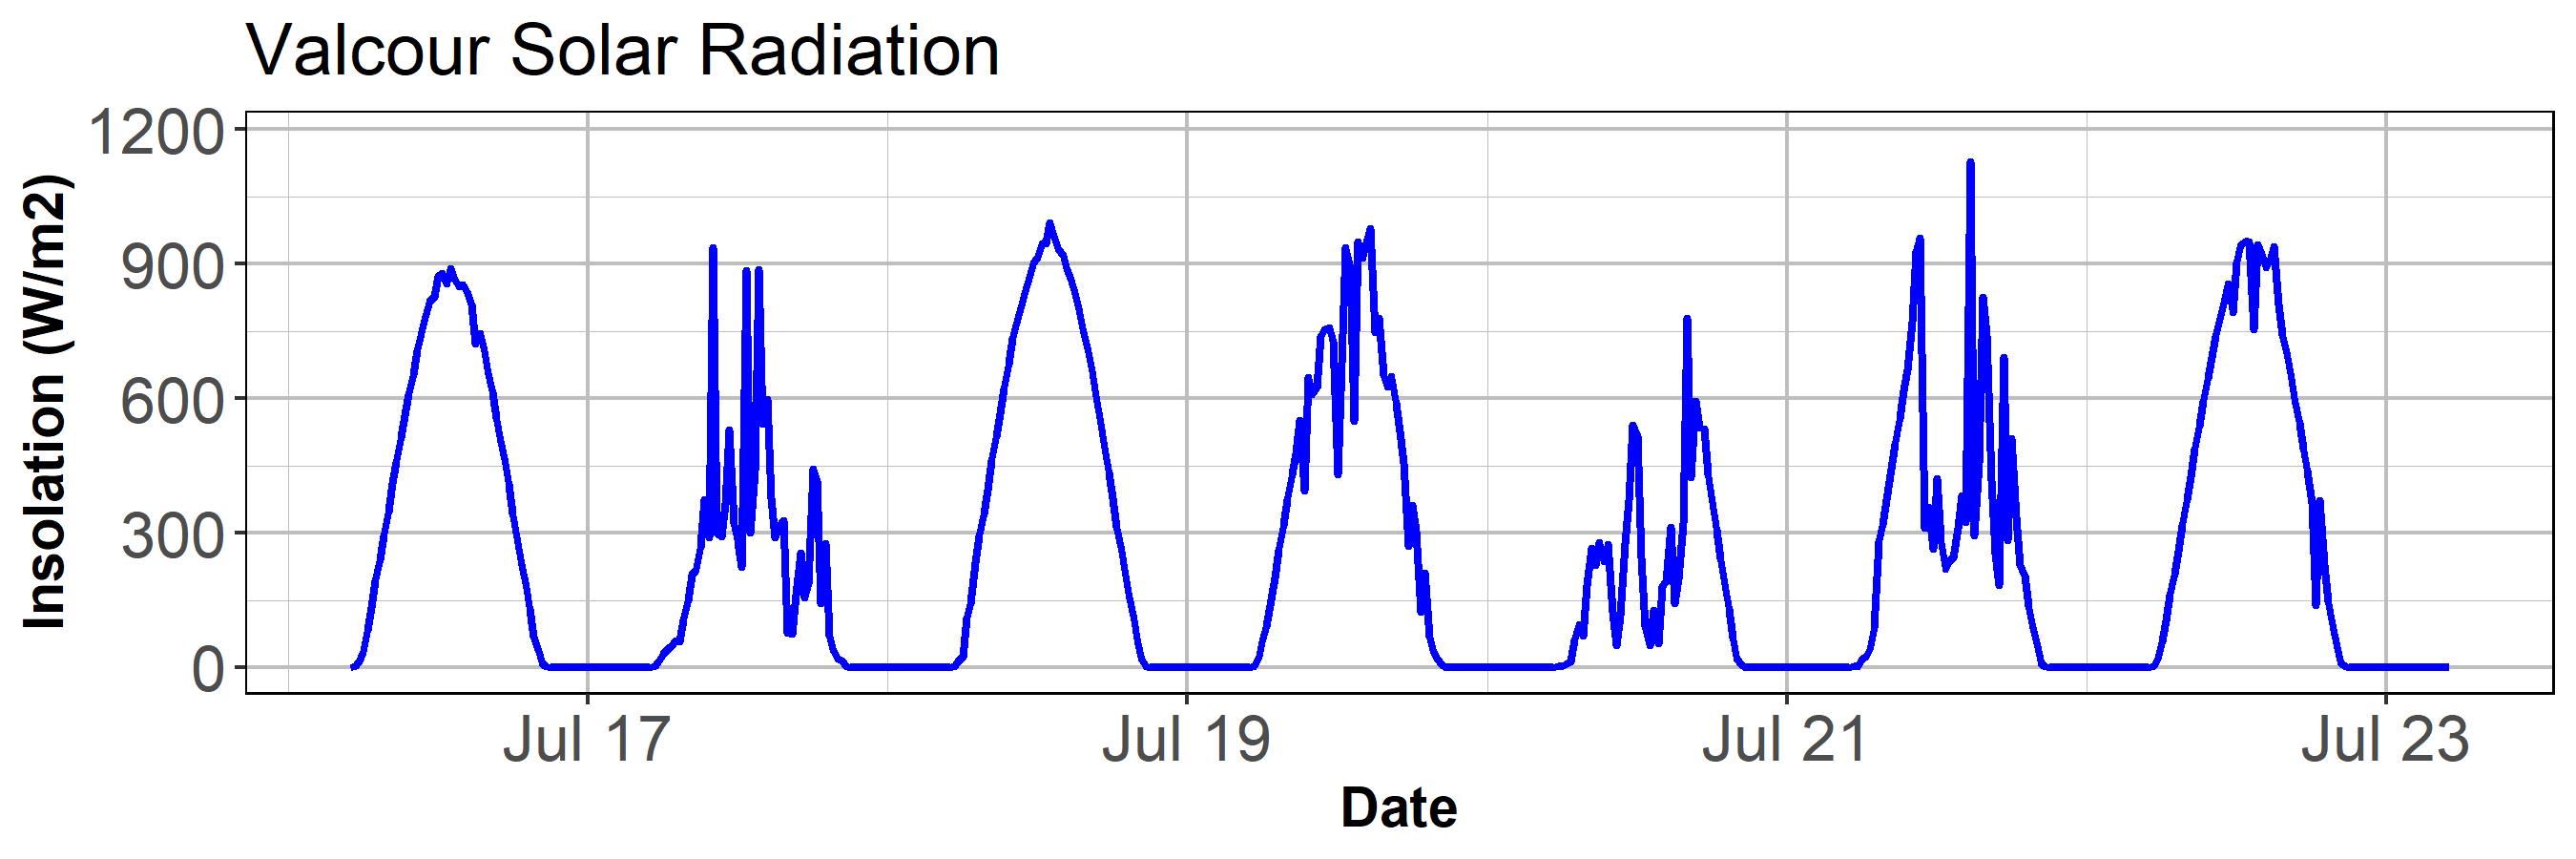 Valcour Solar Radiation
Insolation (W/m2)
1200
900
600
300
0
Jul 17
Jul 19
Jul 21
Jul 23
Date